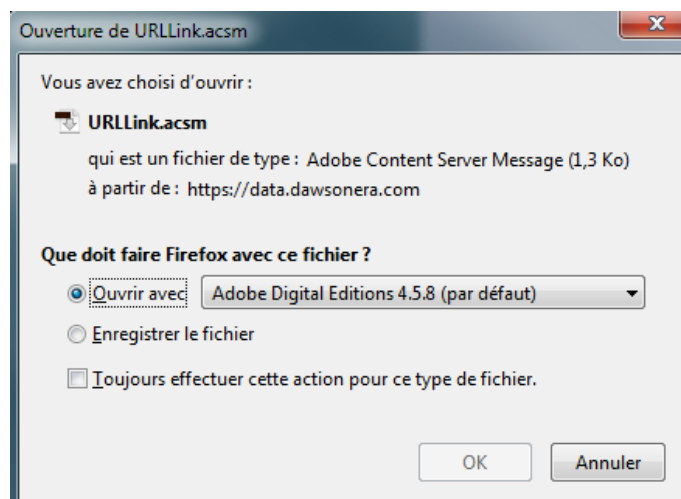 Ouverture de URLLink.acsm
Vous avez choisi d'ouvrir :
URLLink.acsm
qui est un fichier de type : Adobe Content Server Message (1,3 Ko)
à partir de : https://data.dawsonera.com
Que doit faire Firefox avec ce fichier ?
Ouvrir avec Adobe Digital Editions 4.5.8 (par défaut)
Enregistrer le fichier
Toujours effectuer cette action pour ce type de fichier.
OK Annuler